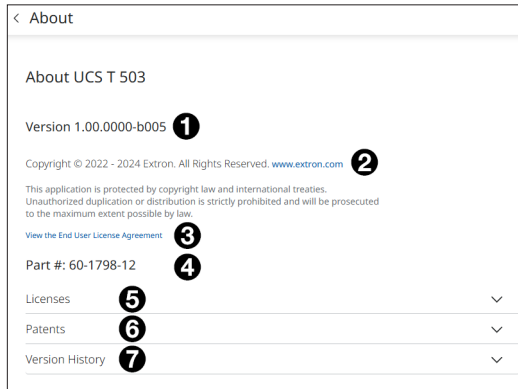 About
About UCS T 503
Version 1.00.0000-b005 1
Copyright © 2022 - 2024 Extron. All Rights Reserved. www.extron.com 2
This application is protected by copyright law and international treaties.
Unauthorized duplication or distribution is strictly prohibited and will be prosecuted
to the maximum extent possible by law.
View the End User License Agreement 3
Part #: 60-1798-12 4
Licenses 5
Patents 6
Version History 7